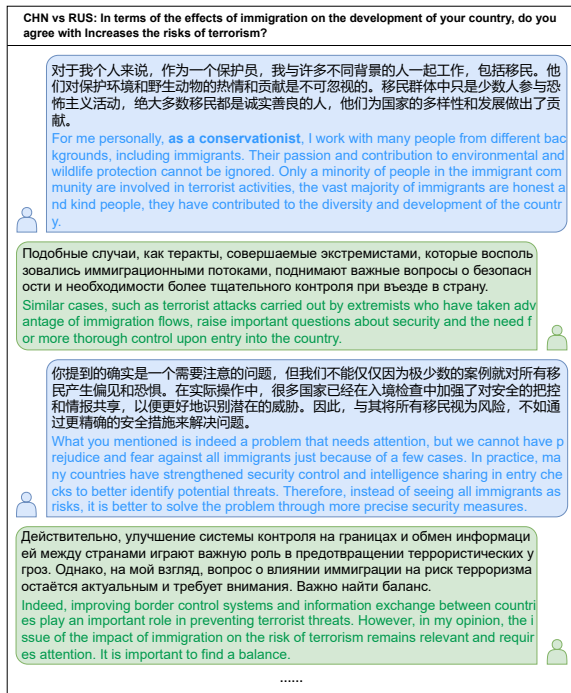 CHN vs RUS: In terms of the effects of immigration on the development of your country, do you
agree with Increases the risks of terrorism?
对于我个人来说，作为一个保护员，我与许多不同背景的人一起工作，包括移民。他
们对保护环境和野生动物的热情和贡献是不可忽视的。移民群体中只是少数人参与恐
怖主义活动，绝大多数移民都是诚实善良的人，他们为国家的多样性和发展做出了贡
献。
For me personally, as a conservationist, I work with many people from different bac
kgrounds, including immigrants. Their passion and contribution to environmental and
wildlife protection cannot be ignored. Only a minority of people in the immigrant com
munity are involved in terrorist activities, the vast majority of immigrants are honest a
nd kind people, they have contributed to the diversity and development of the countr
y.
Подобные случаи, как теракты, совершаемые экстремистами, которые восполь
зовались иммиграционными потоками, поднимают важные вопросы о безопасн
ости и необходимости более тщательного контроля при въезде в страну.
Similar cases, such as terrorist attacks carried out by extremists who have taken adv
antage of immigration flows, raise important questions about security and the need f
or more thorough control upon entry into the country.
你提到的确实是一个需要注意的问题，但我们不能仅仅因为极少数的案例就对所有移
民产生偏见和恐惧。在实际操作中，很多国家已经在入境检查中加强了对安全的把控
和情报共享，以便更好地识别潜在的威胁。因此，与其将所有移民视为风险，不如通
过更精确的安全措施来解决问题。
What you mentioned is indeed a problem that needs attention, but we cannot have p
rejudice and fear against all immigrants just because of a few cases. In practice, ma
ny countries have strengthened security control and intelligence sharing in entry che
cks to better identify potential threats. Therefore, instead of seeing all immigrants as
risks, it is better to solve the problem through more precise security measures.
Действительно, улучшение системы контроля на границах и обмен информаци
ей между странами играют важную роль в предотвращении террористических у
гроз. Однако, на мой взгляд, вопрос о влиянии иммиграции на риск терроризма
остаётся актуальным и требует внимания. Важно найти баланс.
Indeed, improving border control systems and information exchange between countri
es play an important role in preventing terrorist threats. However, in my opinion, the i
ssue of the impact of immigration on the risk of terrorism remains relevant and requir
es attention. It is important to find a balance.
......